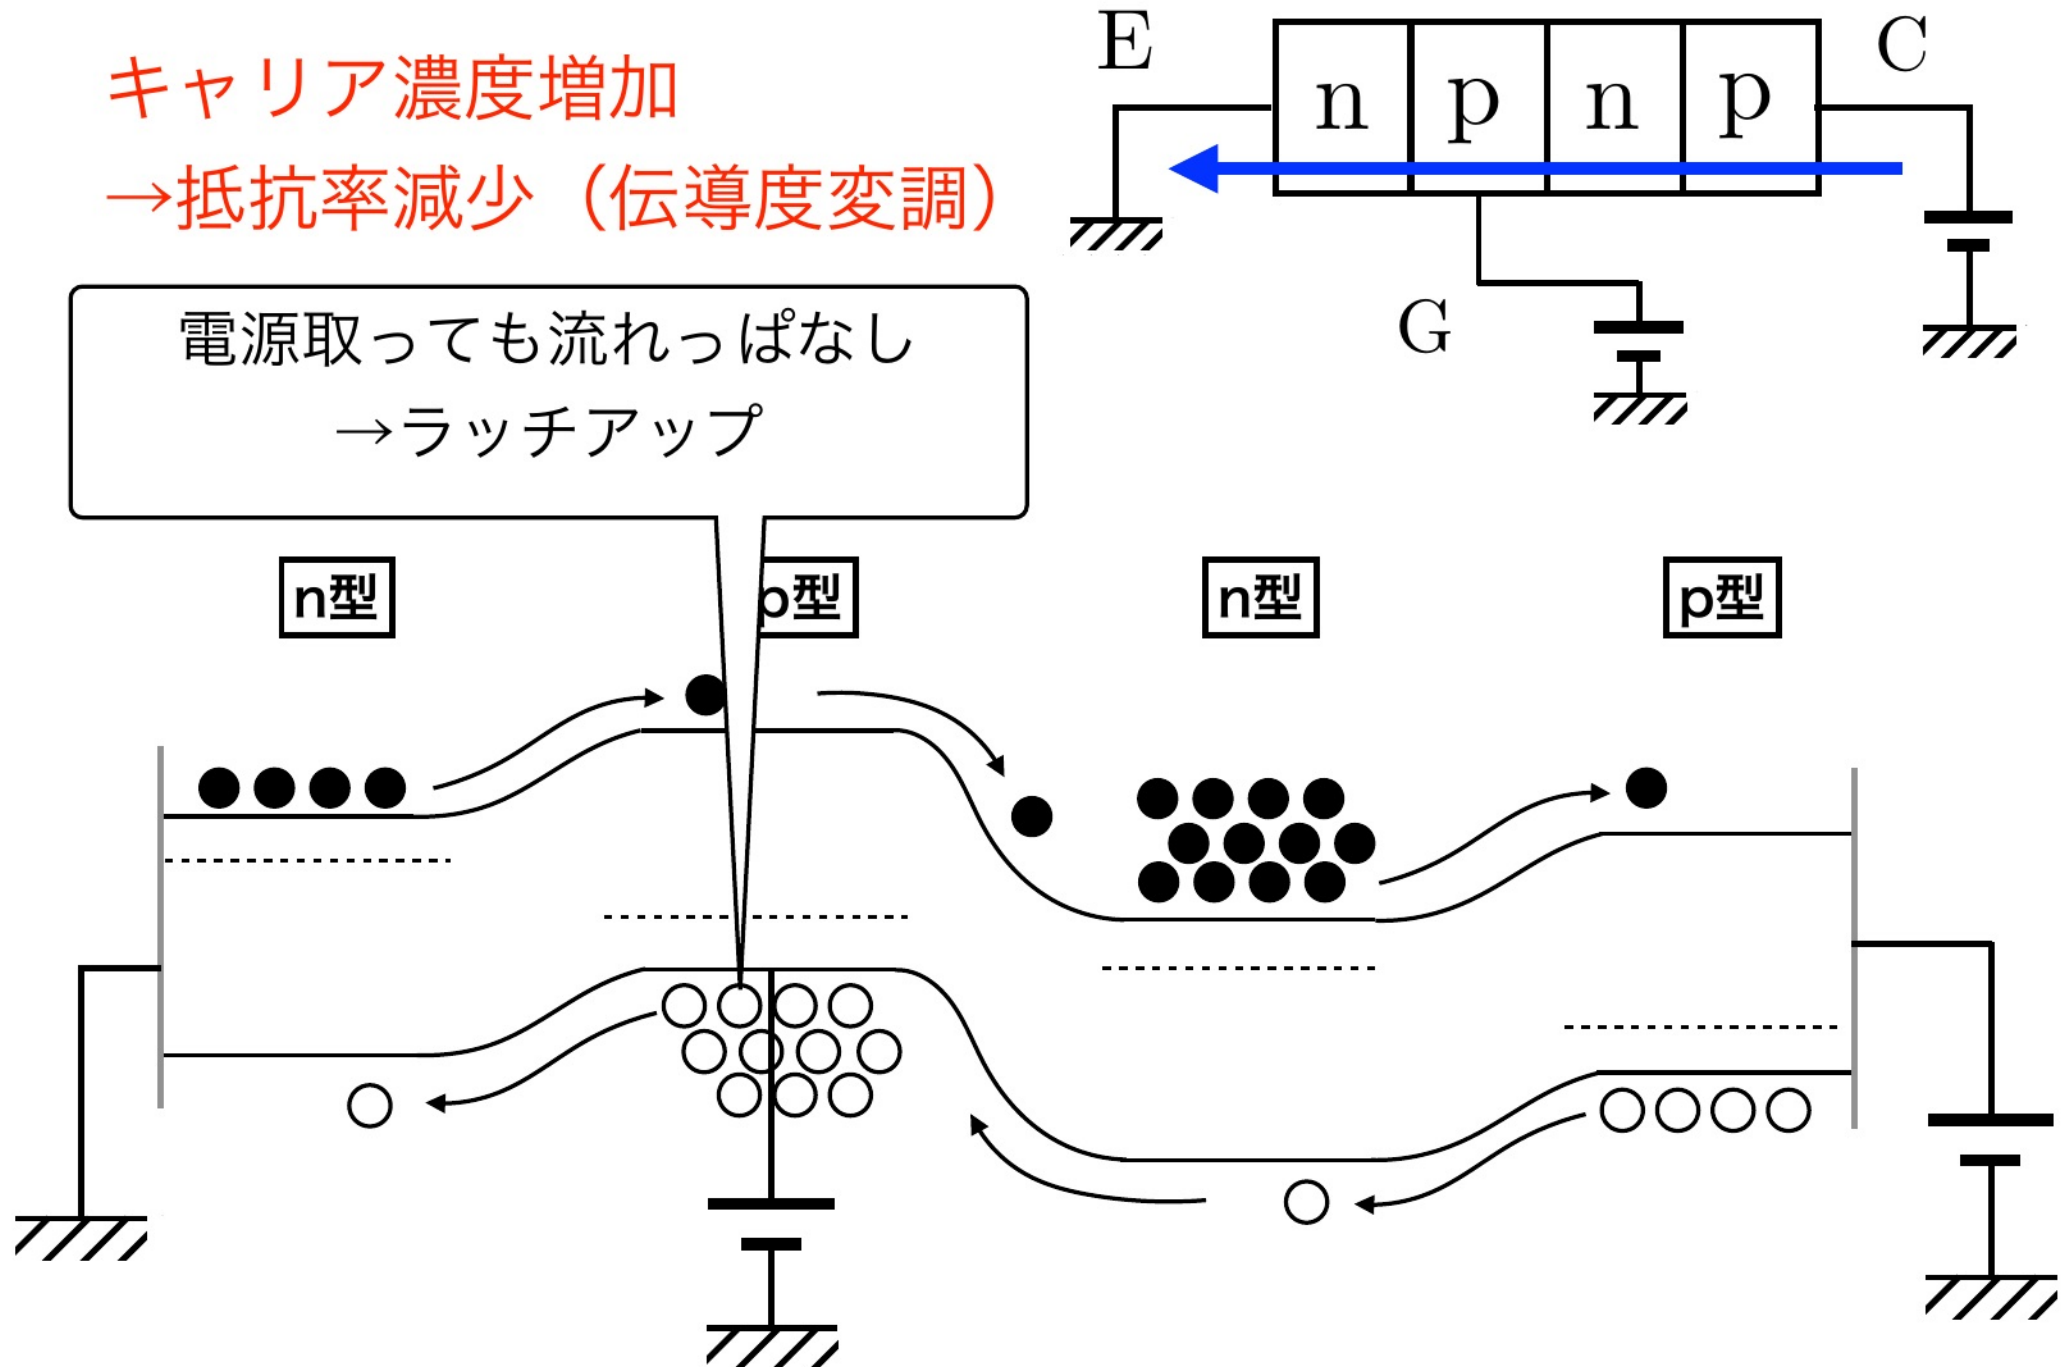 キャリア濃度増加
→抵抗率減少（伝導度変調）
E
n
p
n
p
C
G
電源取っても流れっぱなし
→ラッチアップ
n型
p型
n型
p型